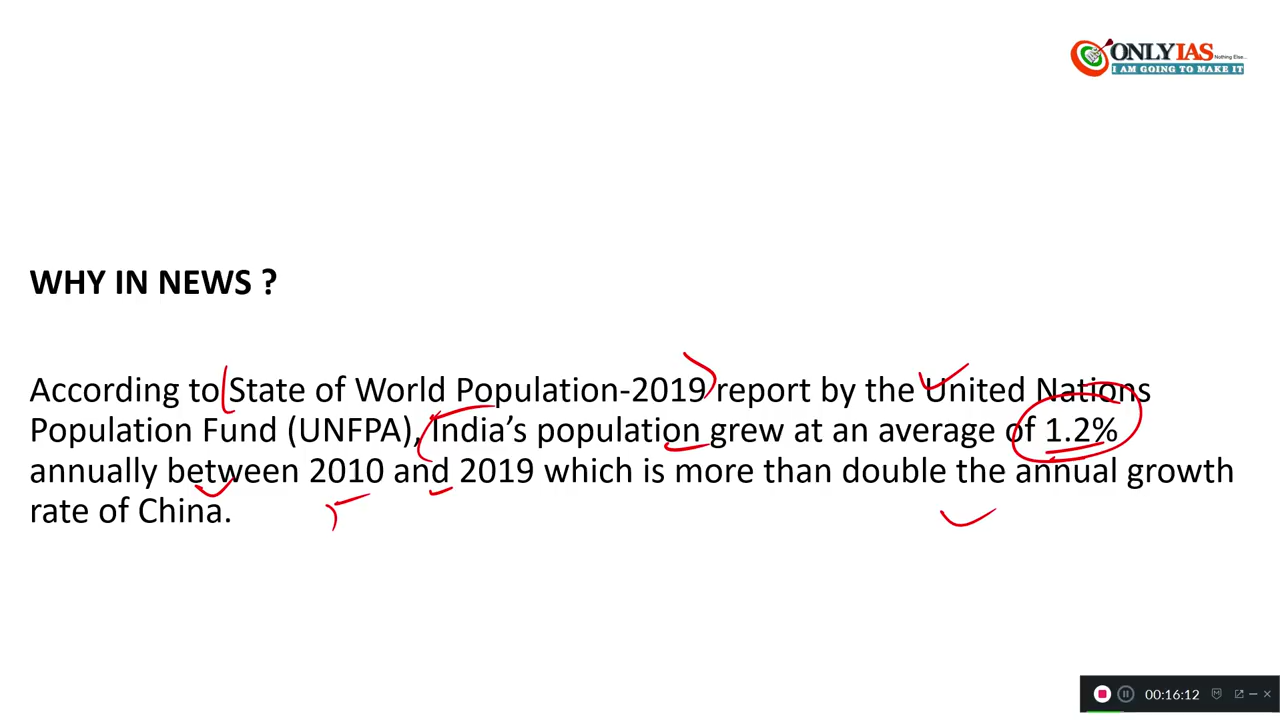 ONLYIAS
Nothing Else...
I AM GOING TO MAKE IT
WHY IN NEWS ?
According to State of World Population-2019 report by the United Nations
Population Fund (UNFPA), India's population grew at an average of 1.2%
annually between 2010 and 2019 which is more than double the annual growth
rate of China.
00:16:12